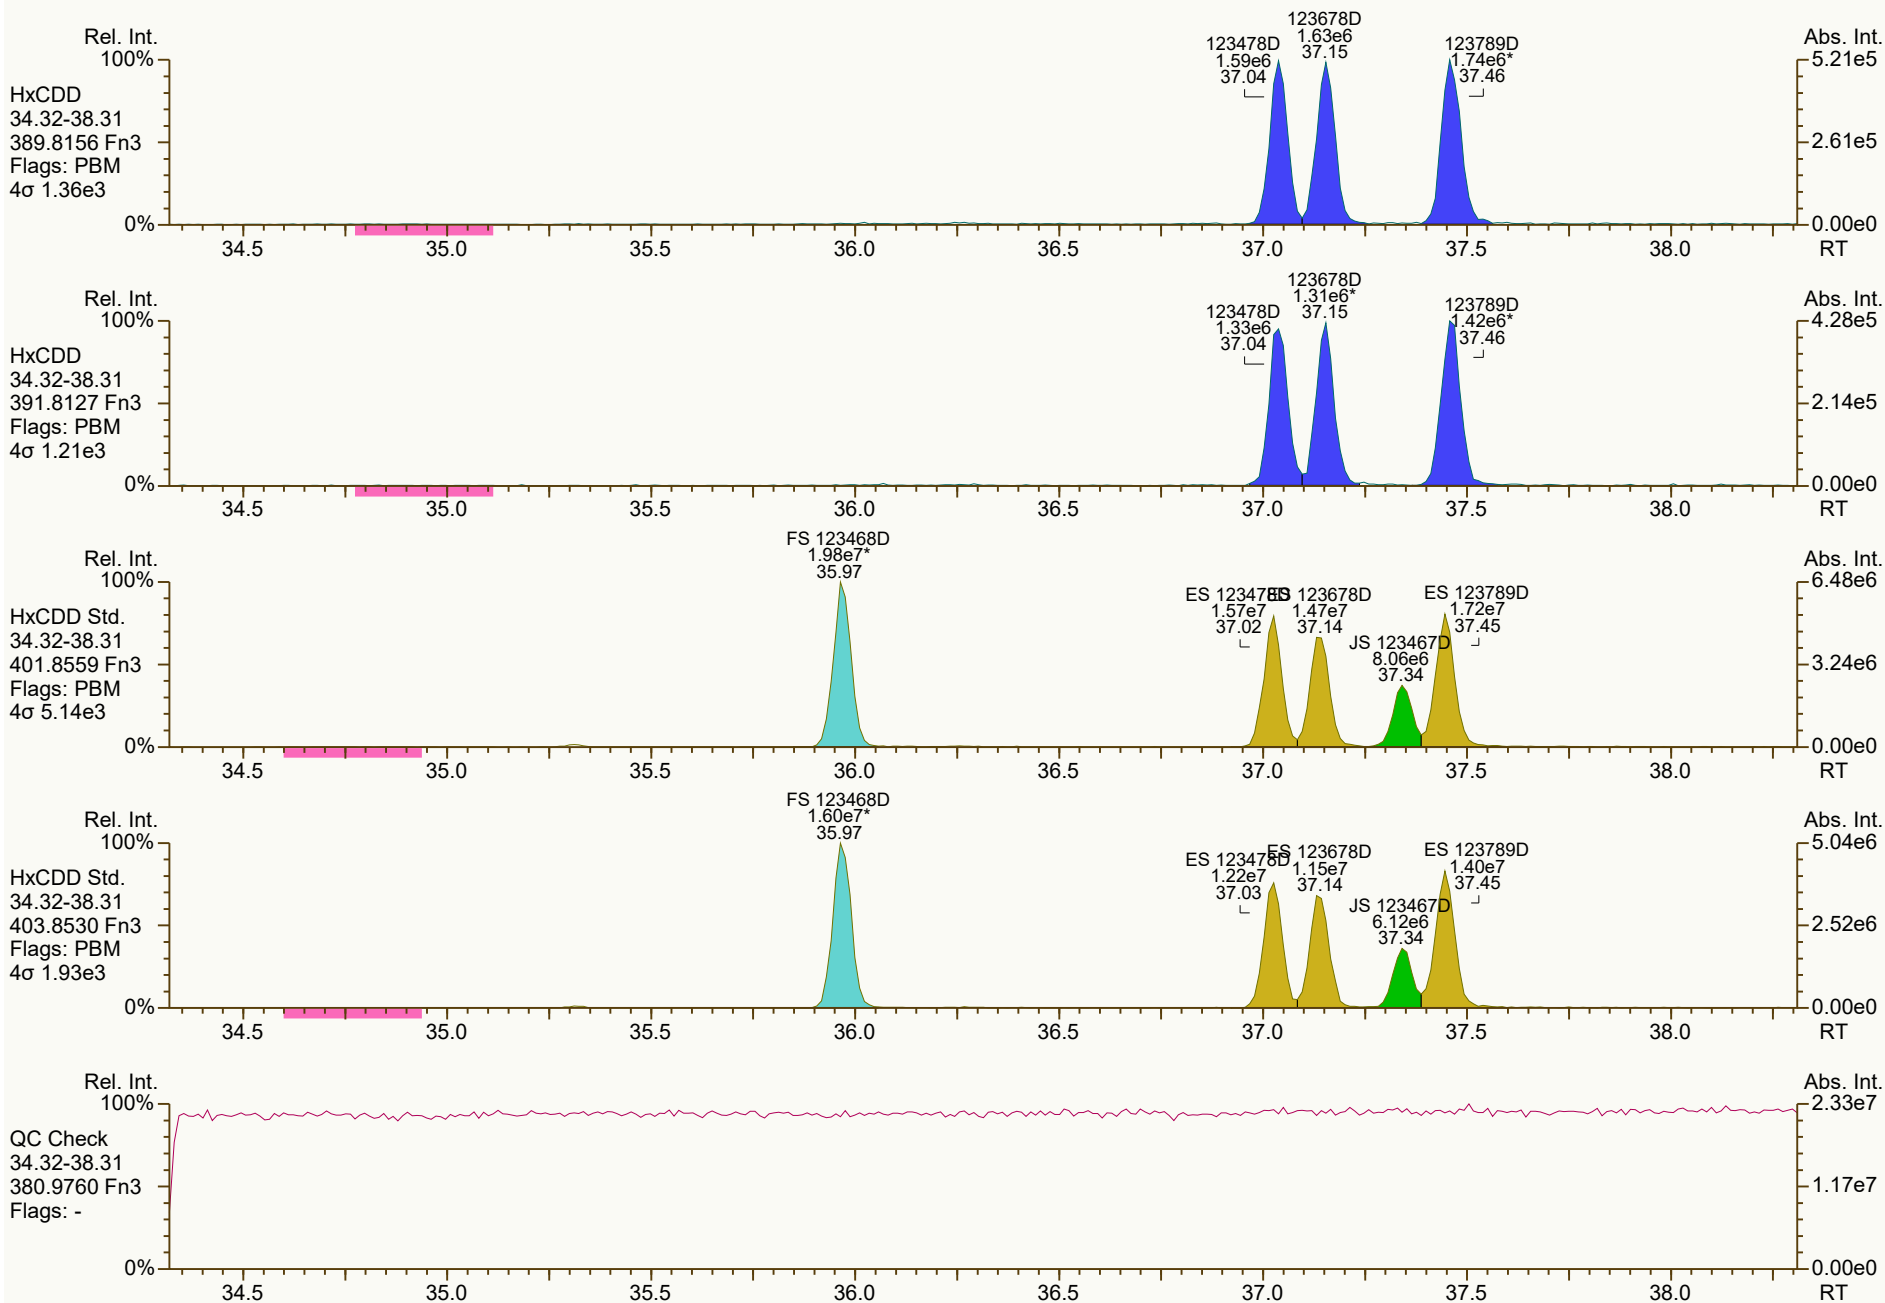 Rel. Int.
100%
0%
HxCDD
34.32-38.31
389.8156 Fn3
Flags: PBM
4σ 1.36e3
123478D
1.59e6
37.04
123678D
1.63e6
37.15
123789D
1.74e6*
37.46
Abs. Int.
5.21e5
2.61e5
0.00e0
34.5 35.0 35.5 36.0 36.5 37.0 37.5 38.0 RT
Rel. Int.
100%
0%
HxCDD
34.32-38.31
391.8127 Fn3
Flags: PBM
4σ 1.21e3
123478D
1.33e6
37.04
123678D
1.31e6*
37.15
123789D
1.42e6*
37.46
Abs. Int.
4.28e5
2.14e5
0.00e0
34.5 35.0 35.5 36.0 36.5 37.0 37.5 38.0 RT
Rel. Int.
100%
0%
HxCDD Std.
34.32-38.31
401.8559 Fn3
Flags: PBM
4σ 5.14e3
FS 123468D
1.98e7*
35.97
ES 123478D
1.57e7
37.02
ES 123678D
1.47e7
37.14
JS 123467D
8.06e6
37.34
ES 123789D
1.72e7
37.45
Abs. Int.
6.48e6
3.24e6
0.00e0
34.5 35.0 35.5 36.0 36.5 37.0 37.5 38.0 RT
Rel. Int.
100%
0%
HxCDD Std.
34.32-38.31
403.8530 Fn3
Flags: PBM
4σ 1.93e3
FS 123468D
1.60e7*
35.97
ES 123478D
1.22e7
37.03
ES 123678D
1.15e7
37.14
JS 123467D
6.12e6
37.34
ES 123789D
1.40e7
37.45
Abs. Int.
5.04e6
2.52e6
0.00e0
34.5 35.0 35.5 36.0 36.5 37.0 37.5 38.0 RT
Rel. Int.
100%
0%
QC Check
34.32-38.31
380.9760 Fn3
Flags: -
Abs. Int.
2.33e7
1.17e7
0.00e0
34.5 35.0 35.5 36.0 36.5 37.0 37.5 38.0 RT